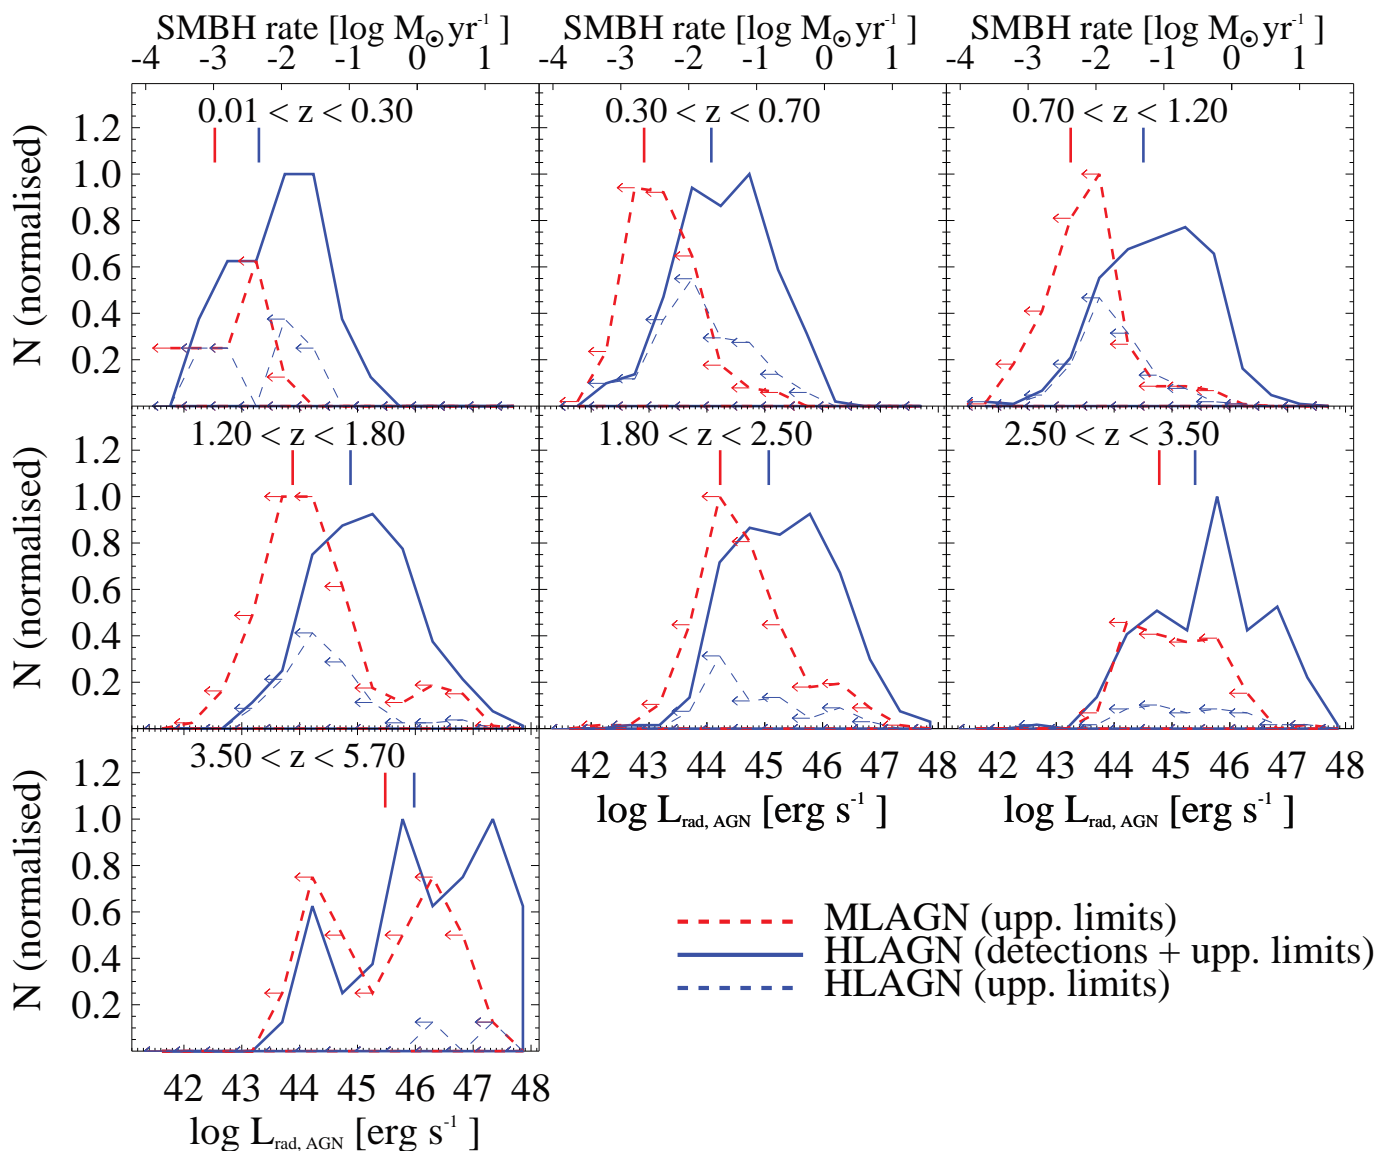 SMBH rate [log M⊙ yr⁻¹] SMBH rate [log M⊙ yr⁻¹] SMBH rate [log M⊙ yr⁻¹]
-4 -3 -2 -1 0 1 -4 -3 -2 -1 0 1 -4 -3 -2 -1 0 1
0.01 < z < 0.30 0.30 < z < 0.70 0.70 < z < 1.20
N (normalised)
1.2
1.0
0.8
0.6
0.4
0.2
1.20 < z < 1.80 1.80 < z < 2.50 2.50 < z < 3.50
N (normalised)
1.2
1.0
0.8
0.6
0.4
0.2
3.50 < z < 5.70
42 43 44 45 46 47 48 42 43 44 45 46 47 48
log L rad, AGN [erg s⁻¹] log L rad, AGN [erg s⁻¹]
N (normalised)
1.2
1.0
0.8
0.6
0.4
0.2
MLAGN (upp. limits)
HLAGN (detections + upp. limits)
HLAGN (upp. limits)
42 43 44 45 46 47 48
log L rad, AGN [erg s⁻¹]